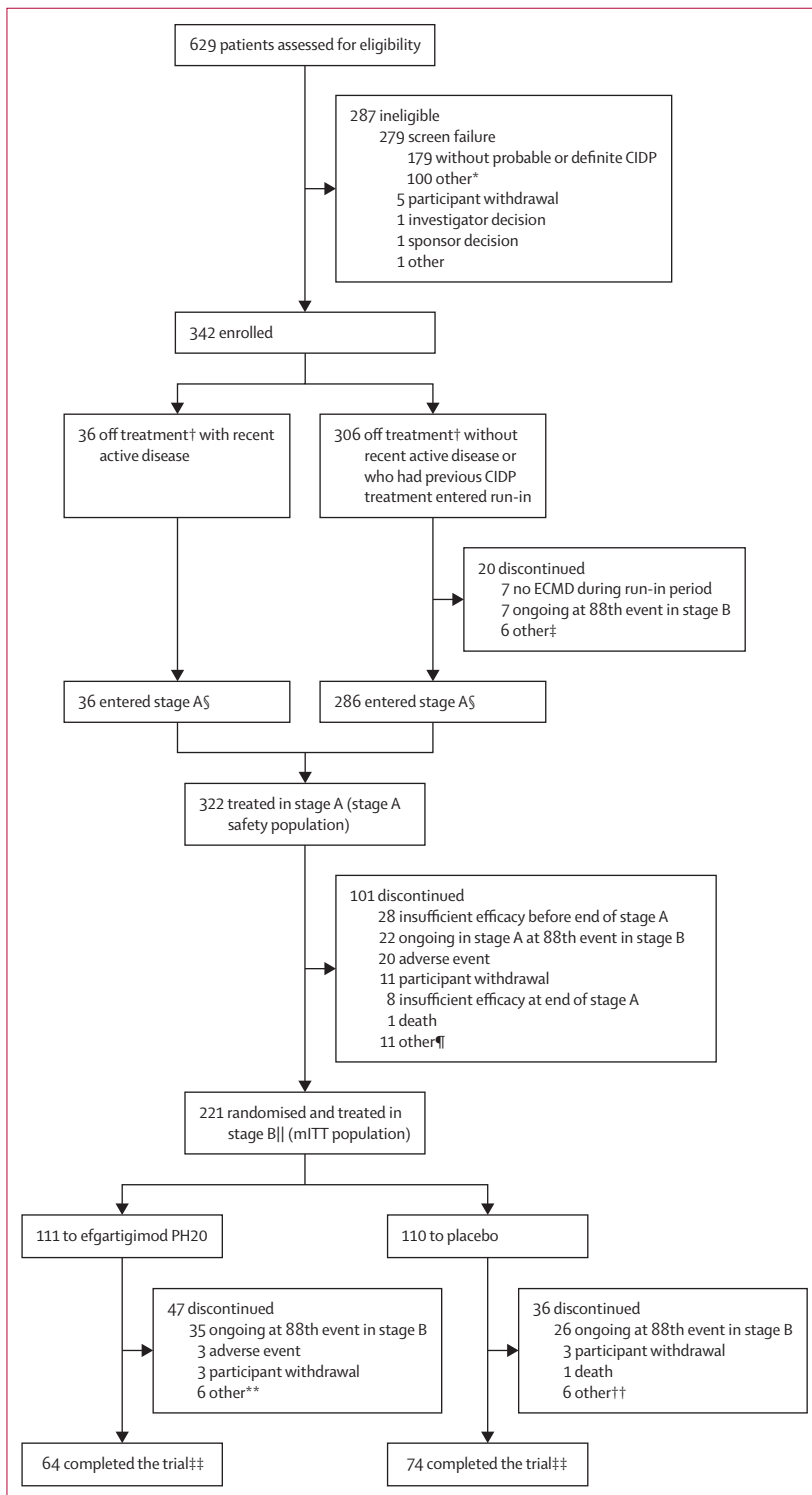 629 patients assessed for eligibility
287 ineligible
279 screen failure
179 without probable or definite CIDP
100 other*
5 participant withdrawal
1 investigator decision
1 sponsor decision
1 other
342 enrolled
36 off treatment† with recent
active disease
306 off treatment† without
recent active disease or
who had previous CIDP
treatment entered run-in
20 discontinued
7 no ECMD during run-in period
7 ongoing at 88th event in stage B
6 other‡
36 entered stage A§
286 entered stage A§
322 treated in stage A (stage A
safety population)
101 discontinued
28 insufficient efficacy before end of stage A
22 ongoing in stage A at 88th event in stage B
20 adverse event
11 participant withdrawal
8 insufficient efficacy at end of stage A
1 death
11 other¶
221 randomised and treated in
stage B|| (mITT population)
111 to efgartigimod PH20
110 to placebo
47 discontinued
35 ongoing at 88th event in stage B
3 adverse event
3 participant withdrawal
6 other**
36 discontinued
26 ongoing at 88th event in stage B
3 participant withdrawal
1 death
6 other††
64 completed the trial‡‡
74 completed the trial‡‡